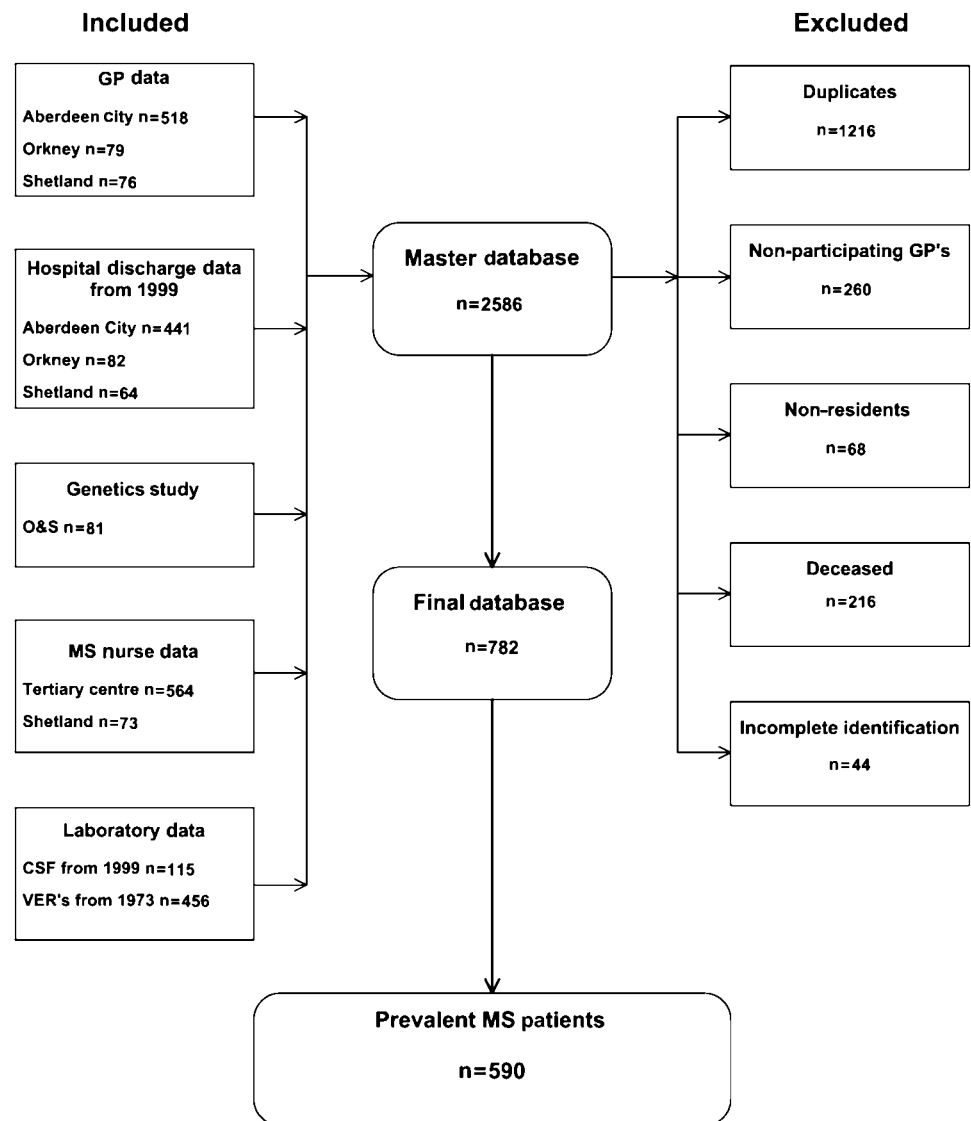 Included
GP data
Aberdeen city n=518
Orkney n=79
Shetland n=76
Hospital discharge data
from 1999
Aberdeen City n=441
Orkney n=82
Shetland n=64
Genetics study
O&S n=81
MS nurse data
Tertiary centre n=564
Shetland n=73
Laboratory data
CSF from 1999 n=115
VER's from 1973 n=456
Master database
n=2586
Final database
n=782
Prevalent MS patients
n=590
Excluded
Duplicates
n=1216
Non-participating GP's
n=260
Non-residents
n=68
Deceased
n=216
Incomplete identification
n=44